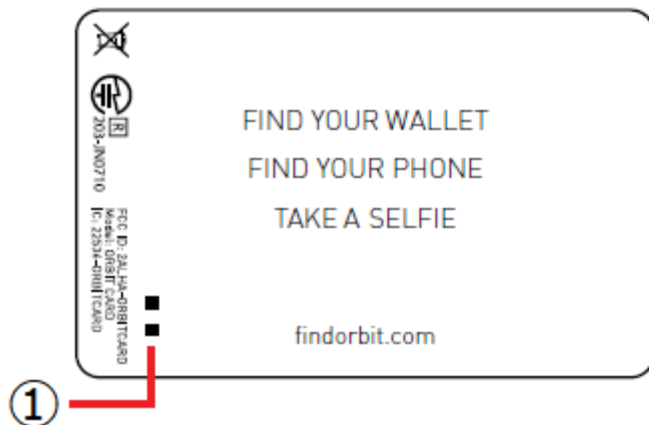 R
203-JN0710
FCC ID: 2ALHA-ORBITCARD
Model: ORBIT CARD
IC: 22534-ORBITCARD
FIND YOUR WALLET
FIND YOUR PHONE
TAKE A SELFIE
findorbit.com
①